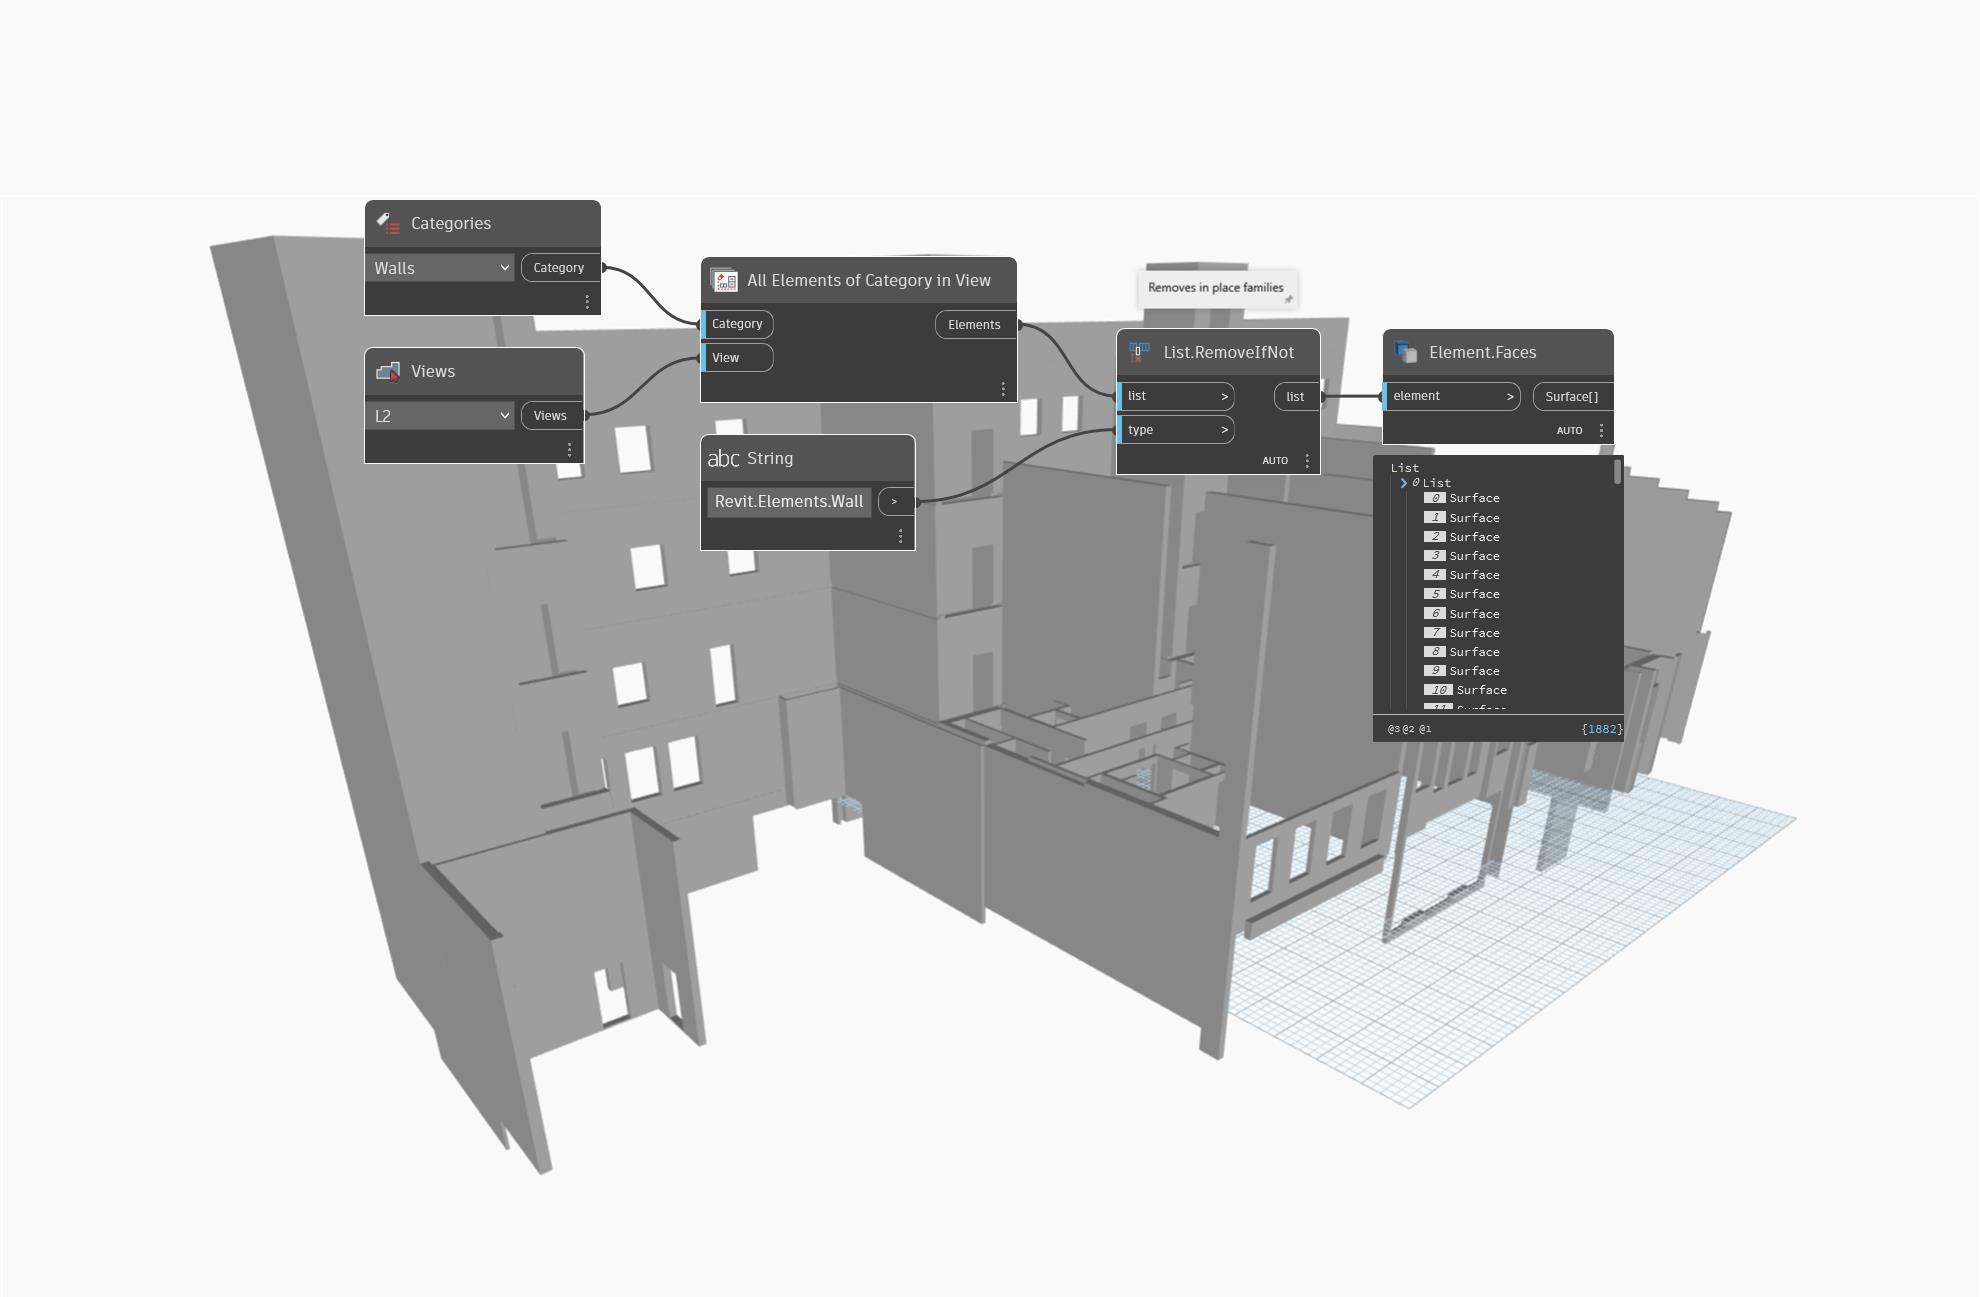 Categories
Walls
Category
Views
L2
Views
All Elements of Category in View
Category
Elements
View
abc String
Revit.Elements.Wall
>
Removes in place families
List.RemoveIfNot
list >
list
type >
AUTO
Element.Faces
element >
Surface[]
AUTO
List
0 List
0 Surface
1 Surface
2 Surface
3 Surface
4 Surface
5 Surface
6 Surface
7 Surface
8 Surface
9 Surface
10 Surface
11 Surface
@3 @2 @1
{1882}